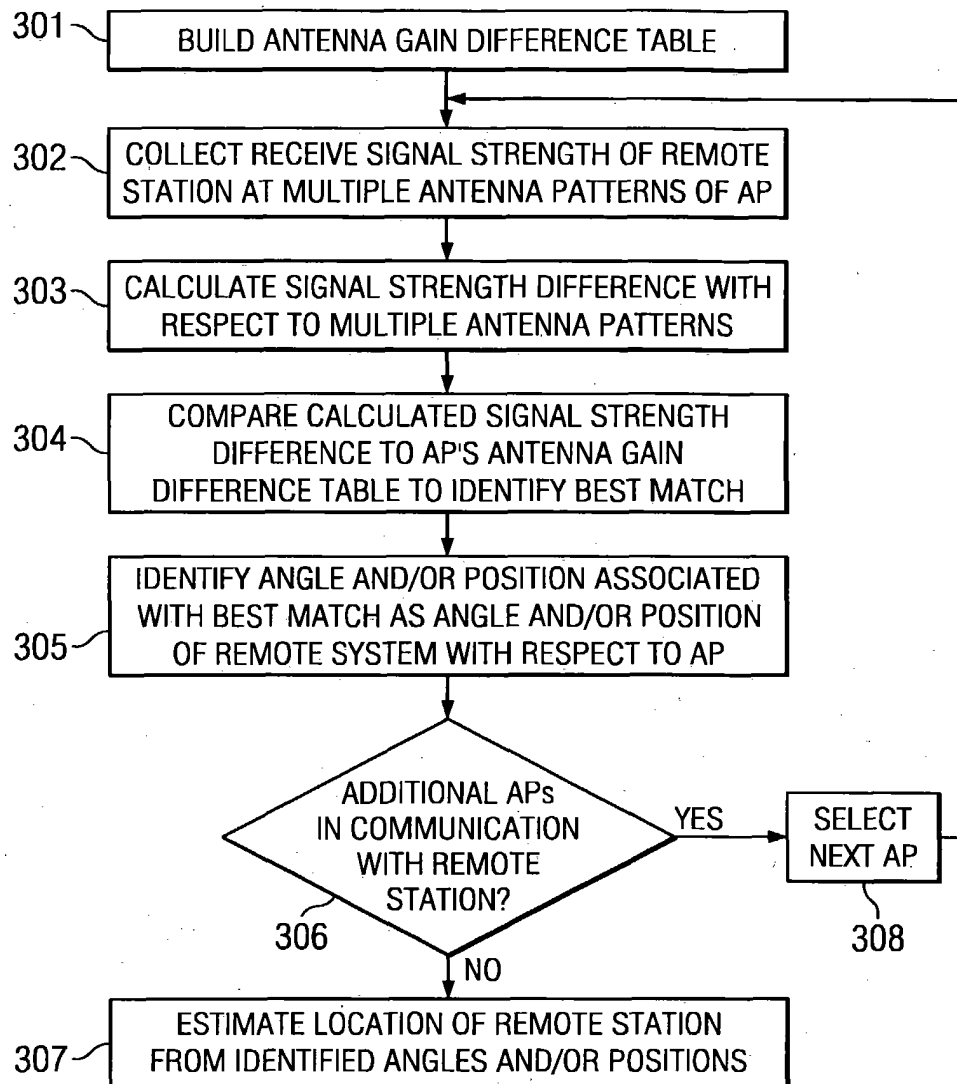 301
BUILD ANTENNA GAIN DIFFERENCE TABLE
302
COLLECT RECEIVE SIGNAL STRENGTH OF REMOTE
STATION AT MULTIPLE ANTENNA PATTERNS OF AP
303
CALCULATE SIGNAL STRENGTH DIFFERENCE WITH
RESPECT TO MULTIPLE ANTENNA PATTERNS
304
COMPARE CALCULATED SIGNAL STRENGTH
DIFFERENCE TO AP'S ANTENNA GAIN
DIFFERENCE TABLE TO IDENTIFY BEST MATCH
305
IDENTIFY ANGLE AND/OR POSITION ASSOCIATED
WITH BEST MATCH AS ANGLE AND/OR POSITION
OF REMOTE SYSTEM WITH RESPECT TO AP
ADDITIONAL APs
IN COMMUNICATION
WITH REMOTE
STATION?
306
YES
SELECT
NEXT AP
308
NO
307
ESTIMATE LOCATION OF REMOTE STATION
FROM IDENTIFIED ANGLES AND/OR POSITIONS